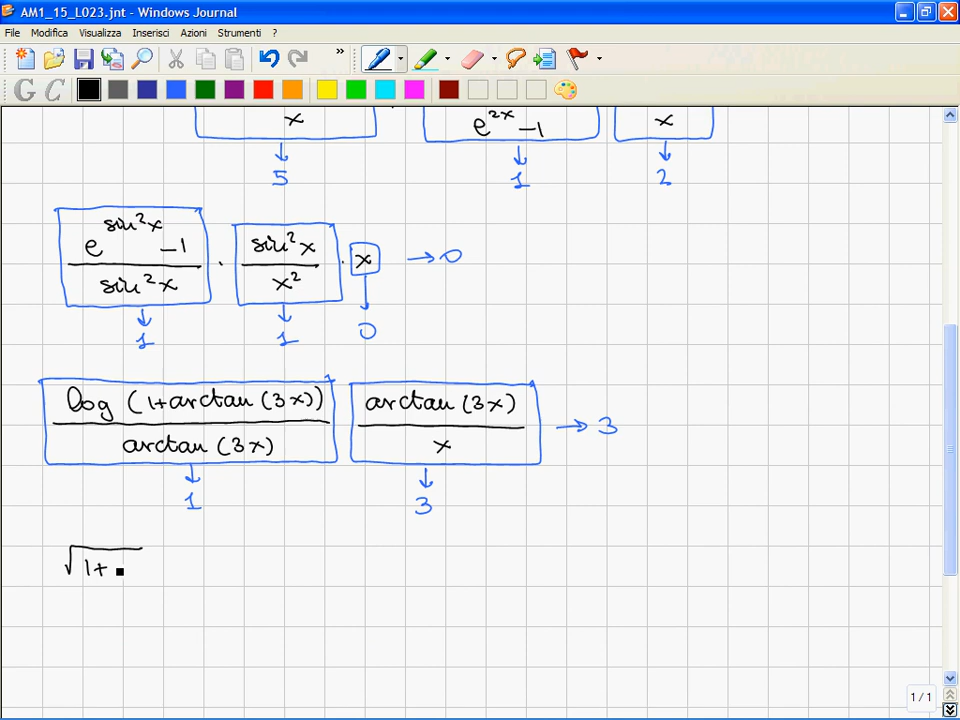 AM1_15_L023.jnt - Windows Journal
File Modifica Visualizza Inserisci Azioni Strumenti ?
x e^{2x} -1 x
↓ ↓ ↓
5 1 2
e^{sin²x} -1 / sin²x · sin²x / x² · x → 0
↓ ↓ ↓
1 1 0
log (1+arctan (3x)) / arctan (3x) arctan (3x) / x → 3
↓ ↓
1 3
√1+
1 / 1